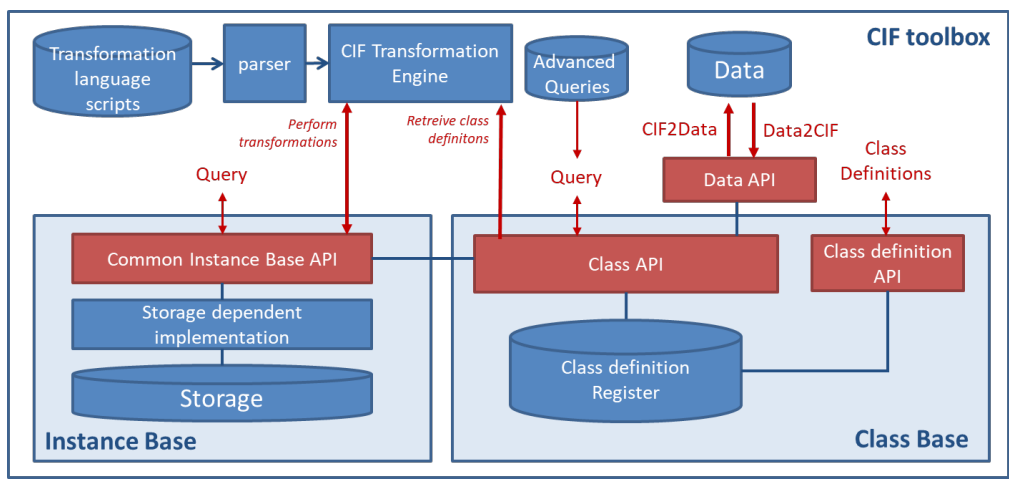 CIF toolbox
Transformation
language
scripts
parser
CIF Transformation
Engine
Advanced
Queries
Data
Perform
transformations
Retreive class
definitons
CIF2Data
Data2CIF
Query
Query
Data API
Class
Definitions
Common Instance Base API
Class API
Class definition
API
Storage dependent
implementation
Class definition
Register
Storage
Instance Base
Class Base